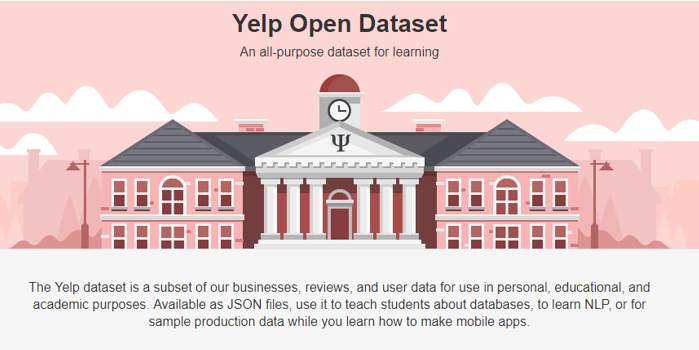 Yelp Open Dataset
An all-purpose dataset for learning
Ψ
The Yelp dataset is a subset of our businesses, reviews, and user data for use in personal, educational, and
academic purposes. Available as JSON files, use it to teach students about databases, to learn NLP, or for
sample production data while you learn how to make mobile apps.